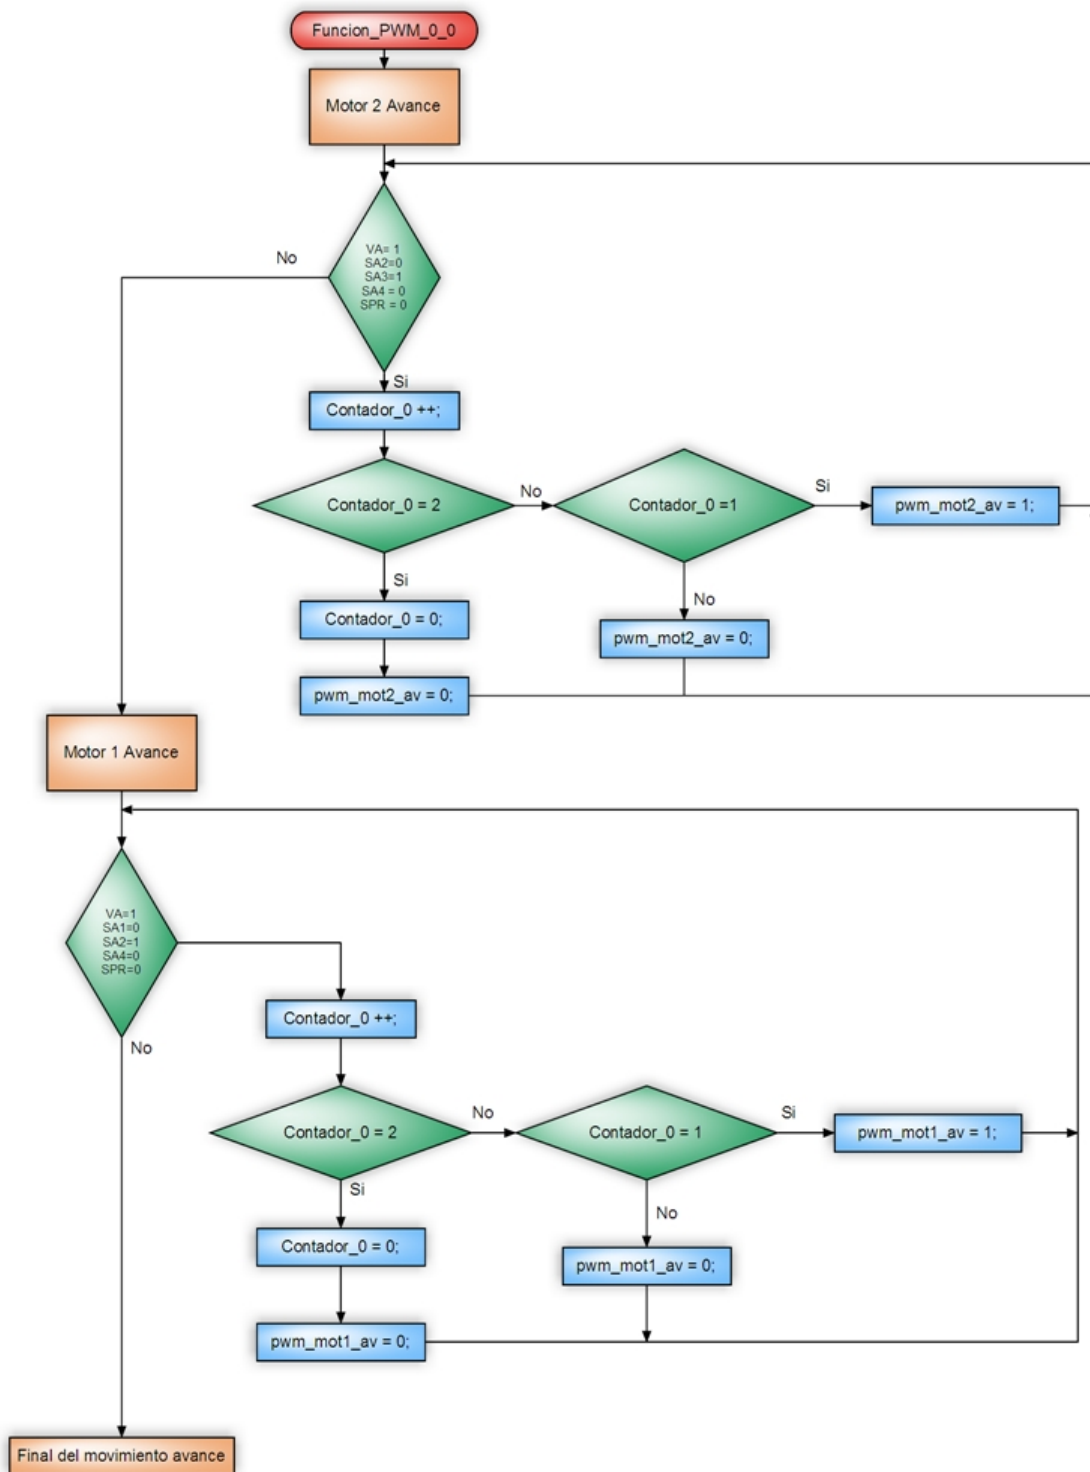 Funcion_PWM_0_0
Motor 2 Avance
VA= 1
SA2=0
SA3=1
SA4 = 0
SPR = 0
No
Si
Contador_0 ++;
Contador_0 = 2
No
Contador_0 =1
Si
pwm_mot2_av = 1;
Si
Contador_0 = 0;
No
pwm_mot2_av = 0;
pwm_mot2_av = 0;
Motor 1 Avance
VA=1
SA1=0
SA2=1
SA4=0
SPR=0
No
Contador_0 ++;
Contador_0 = 2
No
Contador_0 = 1
Si
pwm_mot1_av = 1;
Si
Contador_0 = 0;
No
pwm_mot1_av = 0;
pwm_mot1_av = 0;
Final del movimiento avance